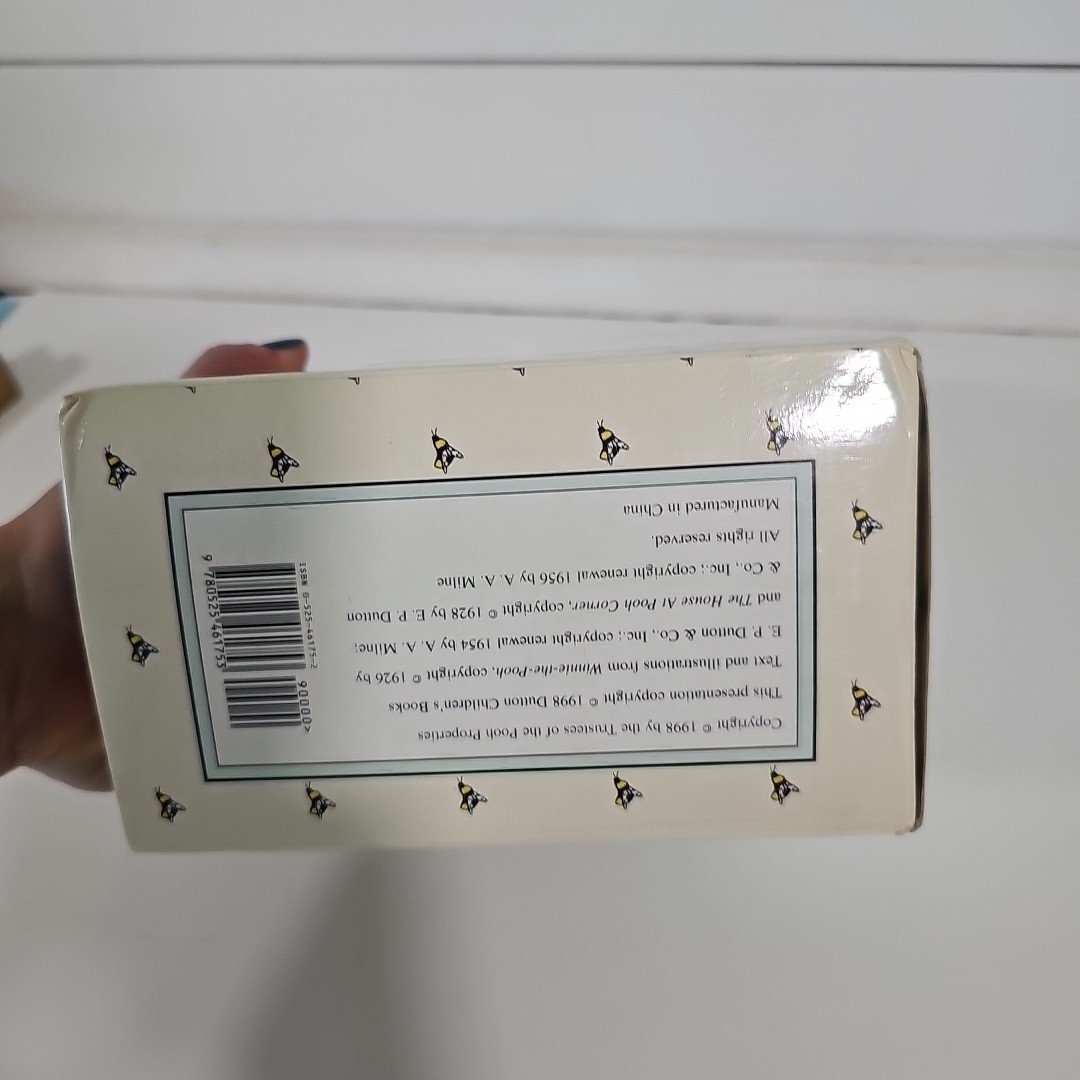 Copyright © 1998 by the Trustees of the Pooh Properties
This presentation copyright © 1998 Dutton Children's Books
Text and illustrations from Winnie-the-Pooh, copyright © 1926 by
E. P. Dutton & Co., Inc.; copyright renewal 1954 by A. A. Milne;
and The House At Pooh Corner, copyright © 1928 by E. P. Dutton
& Co., Inc.; copyright renewal 1956 by A. A. Milne
All rights reserved.
Manufactured in China
ISBN 0-525-46175-2
90000>
9 780525 461753